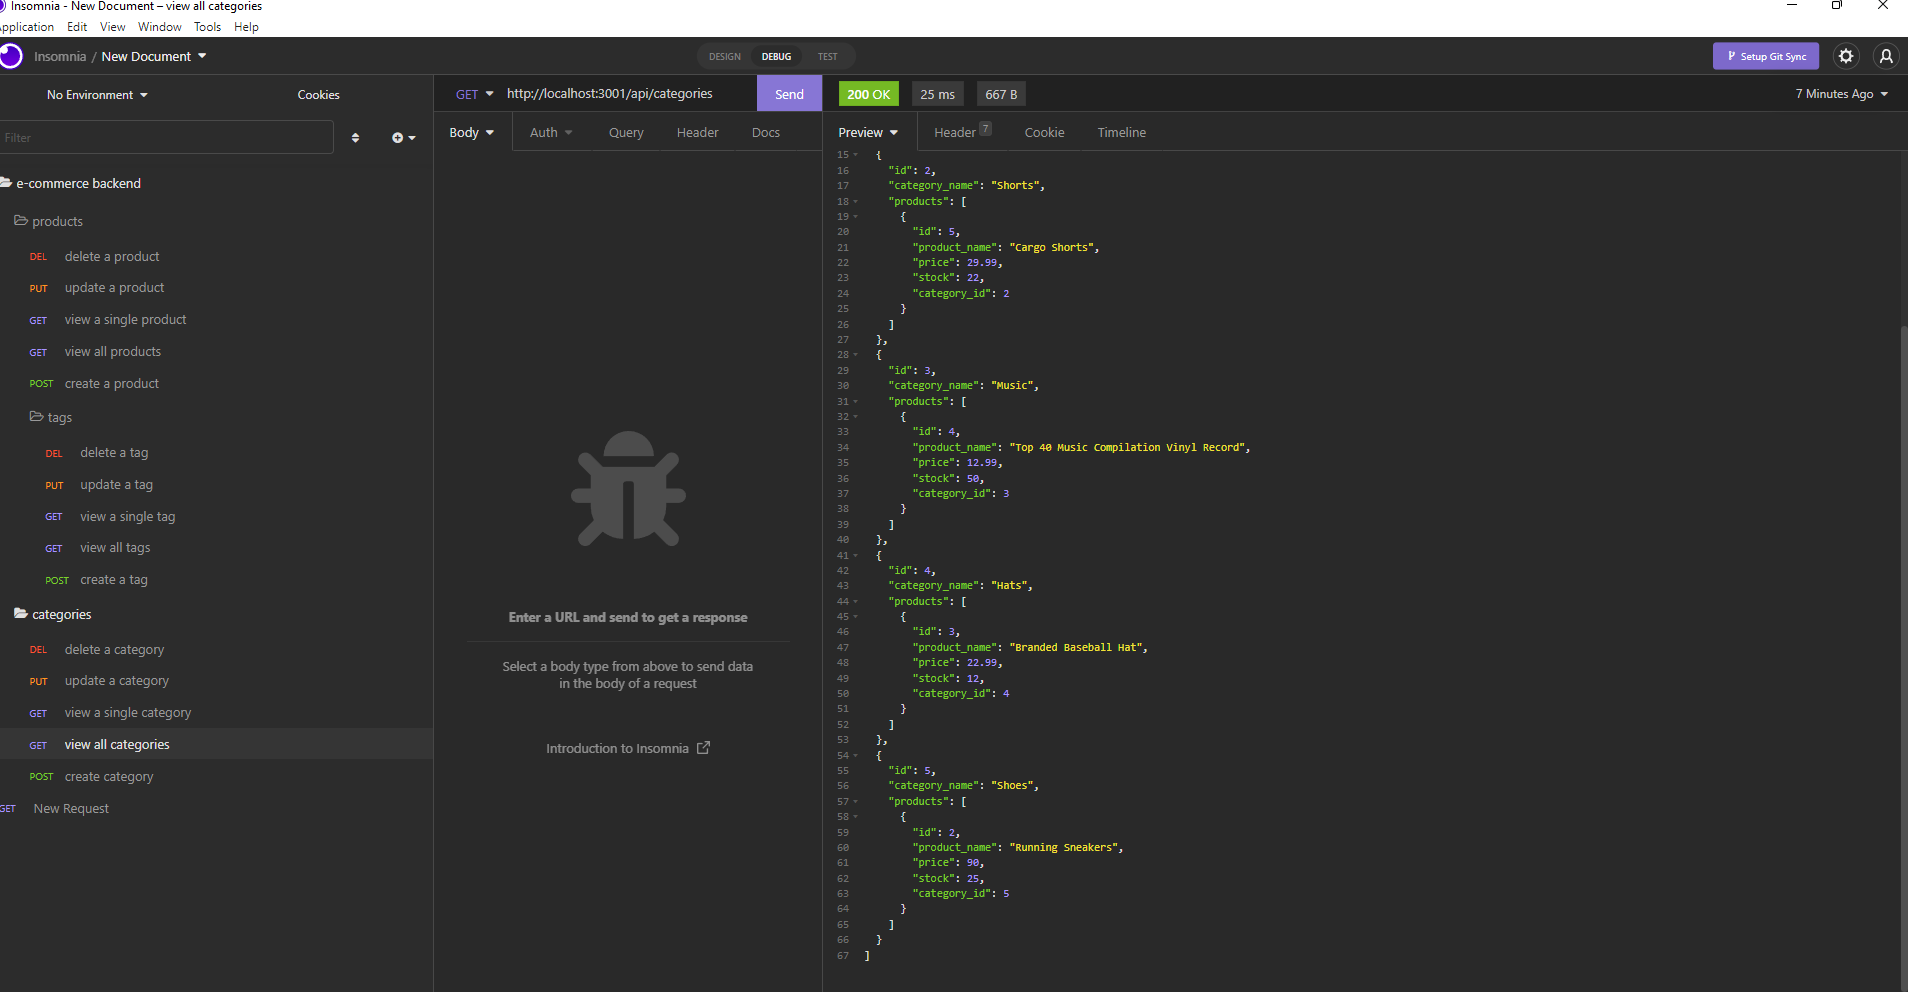 Insomnia - New Document – view all categories
Application Edit View Window Tools Help
Insomnia / New Document
DESIGN DEBUG TEST
Setup Git Sync
No Environment
Cookies
Filter
e-commerce backend
products
DEL delete a product
PUT update a product
GET view a single product
GET view all products
POST create a product
tags
DEL delete a tag
PUT update a tag
GET view a single tag
GET view all tags
POST create a tag
categories
DEL delete a category
PUT update a category
GET view a single category
GET view all categories
POST create category
GET New Request
GET http://localhost:3001/api/categories Send
Body Auth Query Header Docs
Enter a URL and send to get a response
Select a body type from above to send data
in the body of a request
Introduction to Insomnia
200 OK 25 ms 667 B 7 Minutes Ago
Preview Header 7 Cookie Timeline
15 {
16 "id": 2,
17 "category_name": "Shorts",
18 "products": [
19 {
20 "id": 5,
21 "product_name": "Cargo Shorts",
22 "price": 29.99,
23 "stock": 22,
24 "category_id": 2
25 }
26 ]
27 },
28 {
29 "id": 3,
30 "category_name": "Music",
31 "products": [
32 {
33 "id": 4,
34 "product_name": "Top 40 Music Compilation Vinyl Record",
35 "price": 12.99,
36 "stock": 50,
37 "category_id": 3
38 }
39 ]
40 },
41 {
42 "id": 4,
43 "category_name": "Hats",
44 "products": [
45 {
46 "id": 3,
47 "product_name": "Branded Baseball Hat",
48 "price": 22.99,
49 "stock": 12,
50 "category_id": 4
51 }
52 ]
53 },
54 {
55 "id": 5,
56 "category_name": "Shoes",
57 "products": [
58 {
59 "id": 2,
60 "product_name": "Running Sneakers",
61 "price": 90,
62 "stock": 25,
63 "category_id": 5
64 }
65 ]
66 }
67 ]